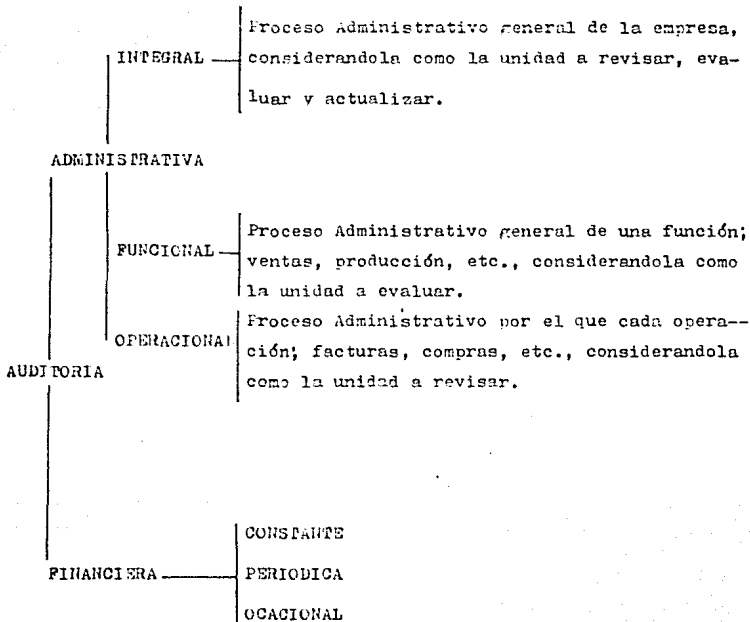 Proceso Administrativo general de la empresa,
INTEGRAL
considerandola como la unidad a revisar, eva-
luar y actualizar.
ADMINISTRATIVA
Proceso Administrativo general de una función;
FUNCIONAL
ventas, producción, etc., considerandola como
la unidad a evaluar.
Proceso Administrativo por el que cada opera--
OPERACIONAL
ción; facturas, compras, etc., considerandola
AUDITORIA
como la unidad a revisar.
CONSTANTE
FINANCIERA
PERIODICA
OCACIONAL